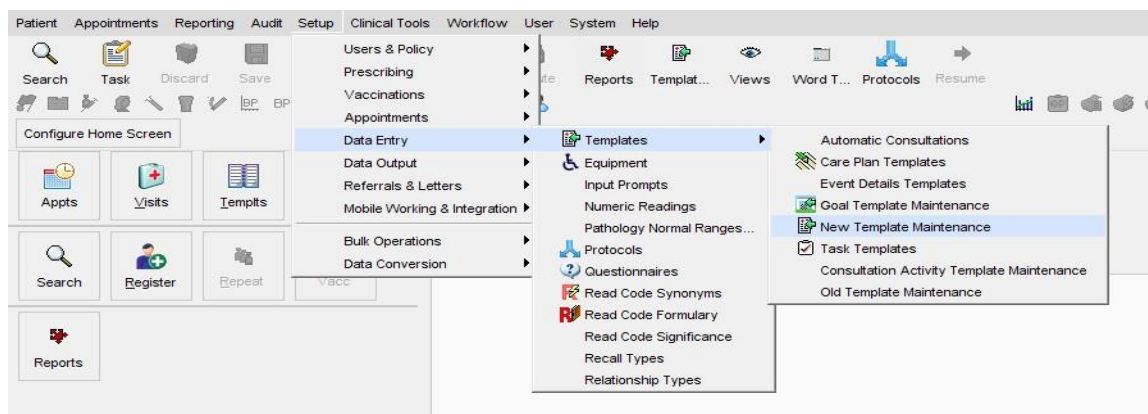 Patient Appointments Reporting Audit Setup Clinical Tools Workflow User System Help
Search Task Discard Save
Reports Templat... Views Word T... Protocols Resume
BP BP
Configure Home Screen
Appts Visits Templts
Search Register Repeat Vacc
Reports
Users & Policy
Prescribing
Vaccinations
Appointments
Data Entry
Data Output
Referrals & Letters
Mobile Working & Integration
Bulk Operations
Data Conversion
Templates
Equipment
Input Prompts
Numeric Readings
Pathology Normal Ranges...
Protocols
Questionnaires
Read Code Synonyms
Read Code Formulary
Read Code Significance
Recall Types
Relationship Types
Automatic Consultations
Care Plan Templates
Event Details Templates
Goal Template Maintenance
New Template Maintenance
Task Templates
Consultation Activity Template Maintenance
Old Template Maintenance